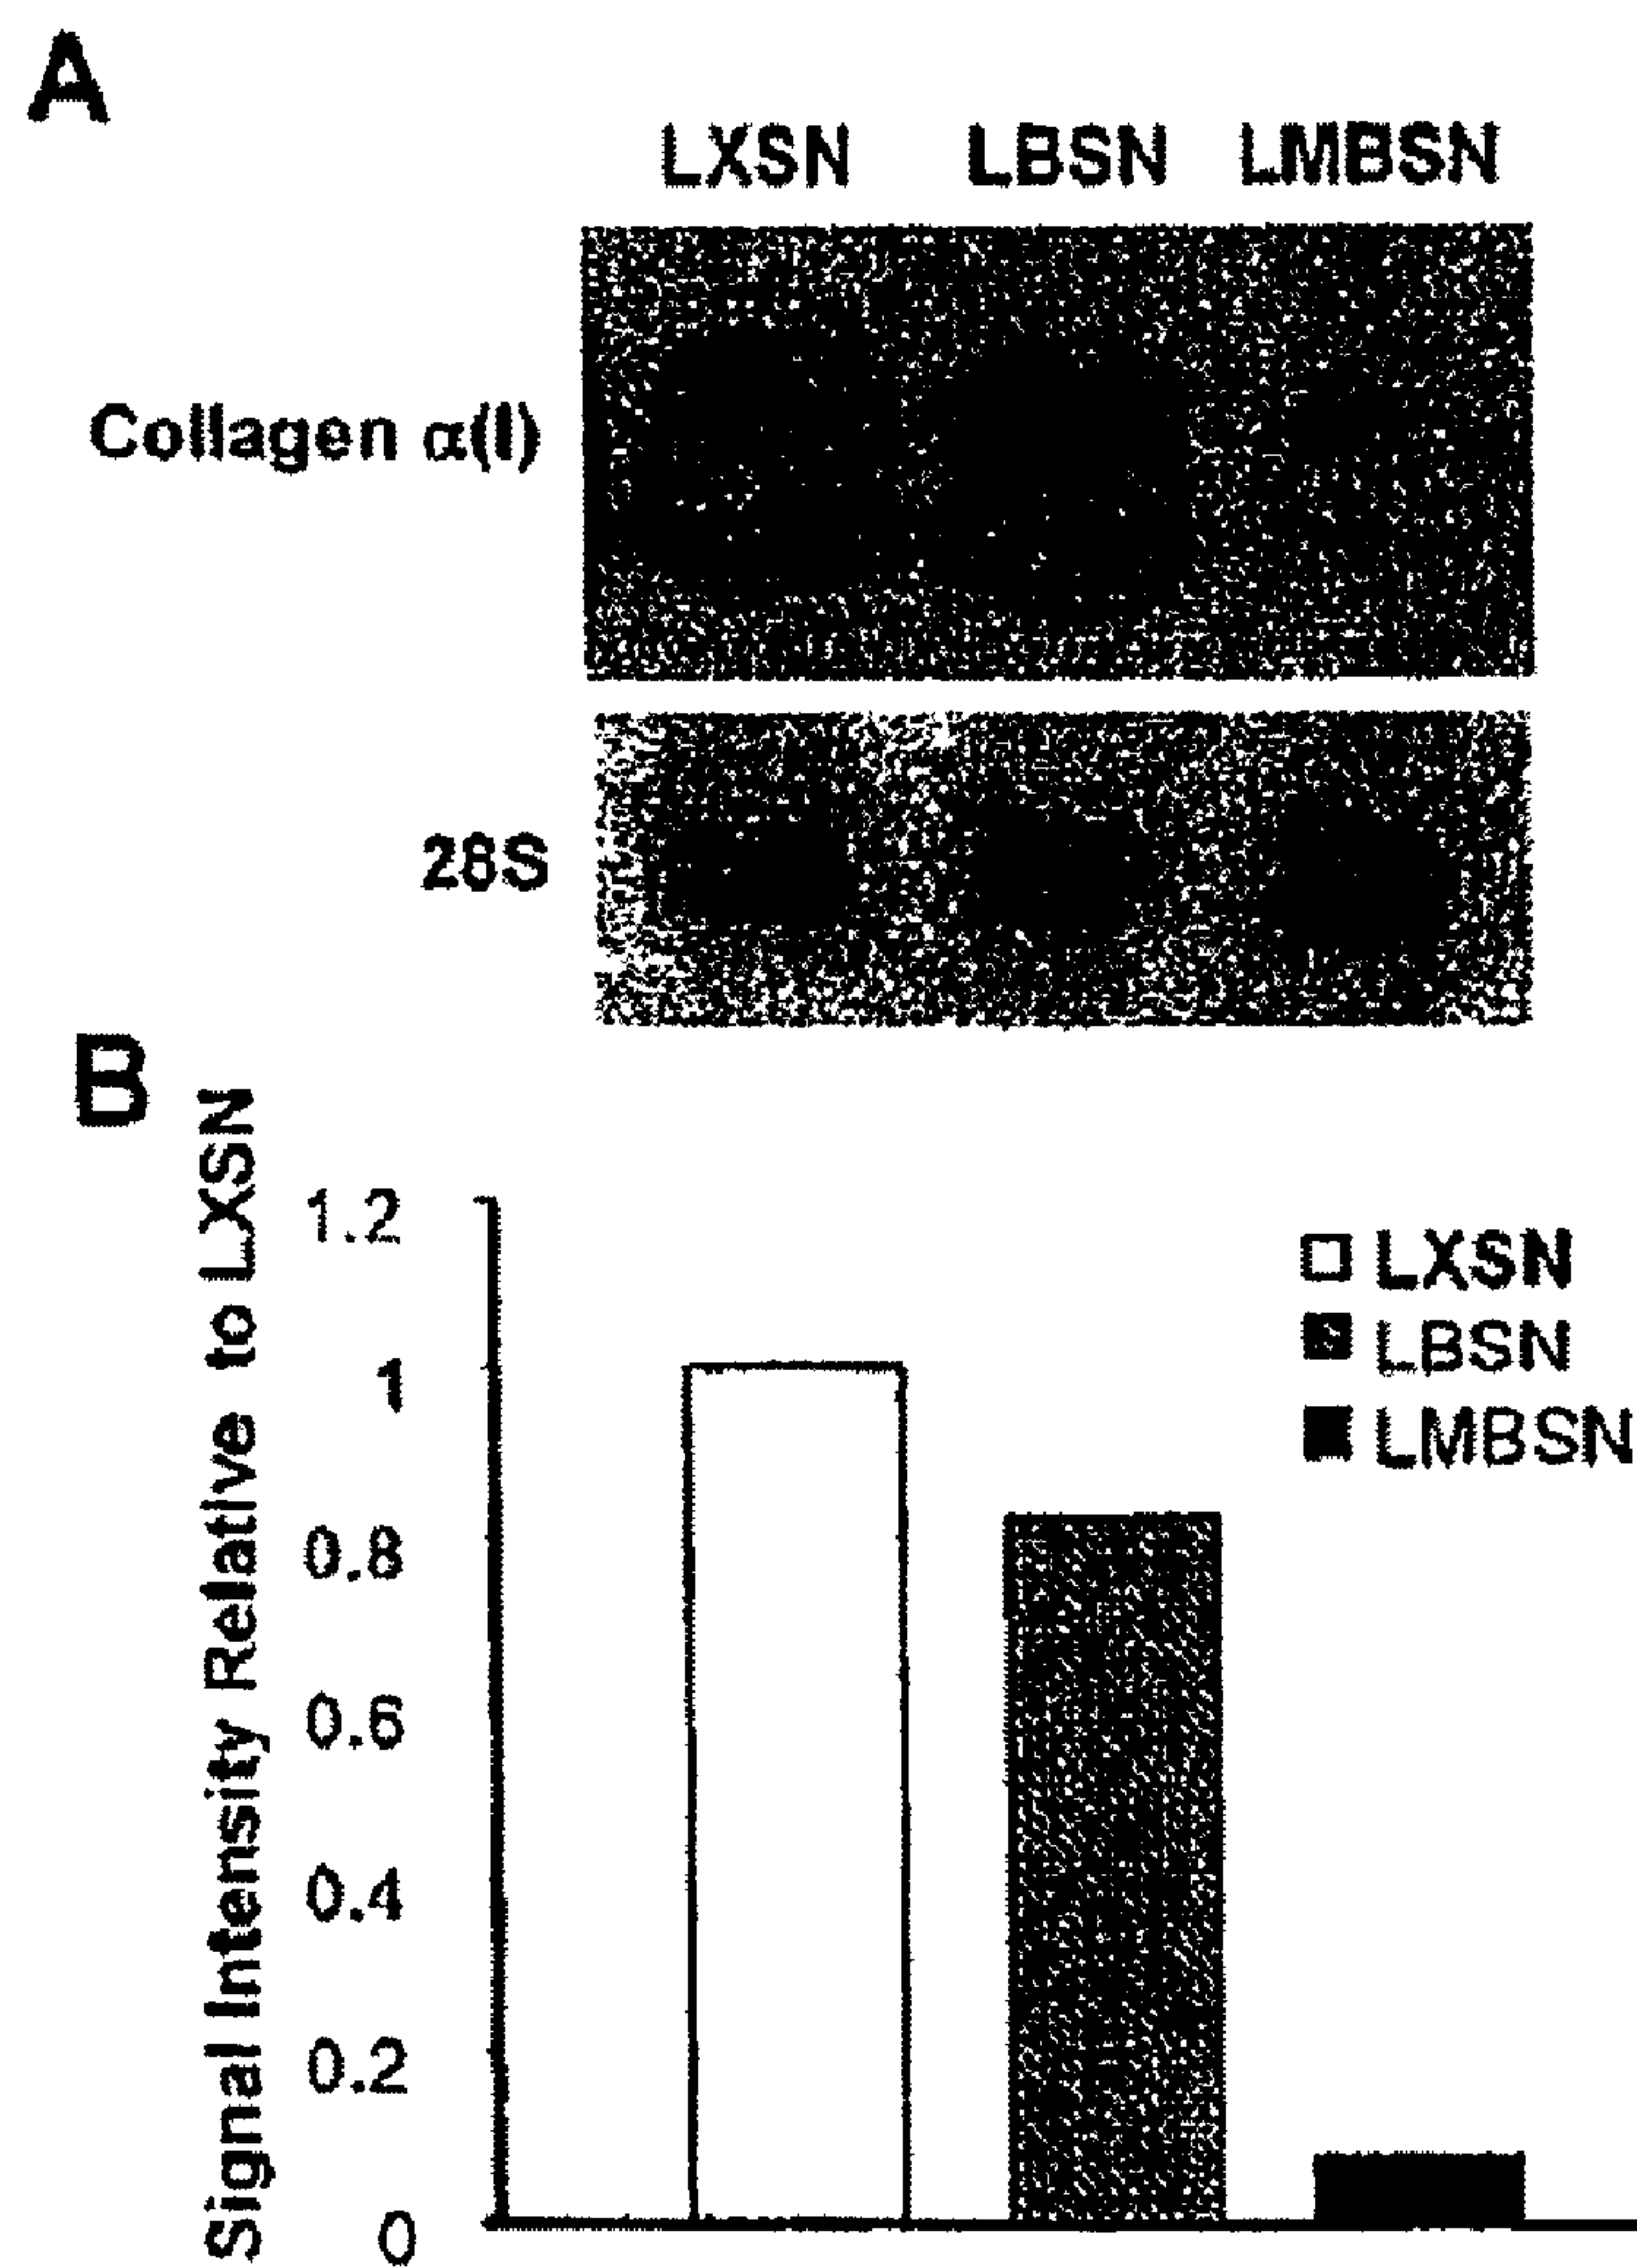 A
LXSN LBSN LMBSN
Collagen α(I)
28S
B
Signal Intensity Relative to LXSN
1.2
1
0.8
0.6
0.4
0.2
0
LXSN
LBSN
LMBSN